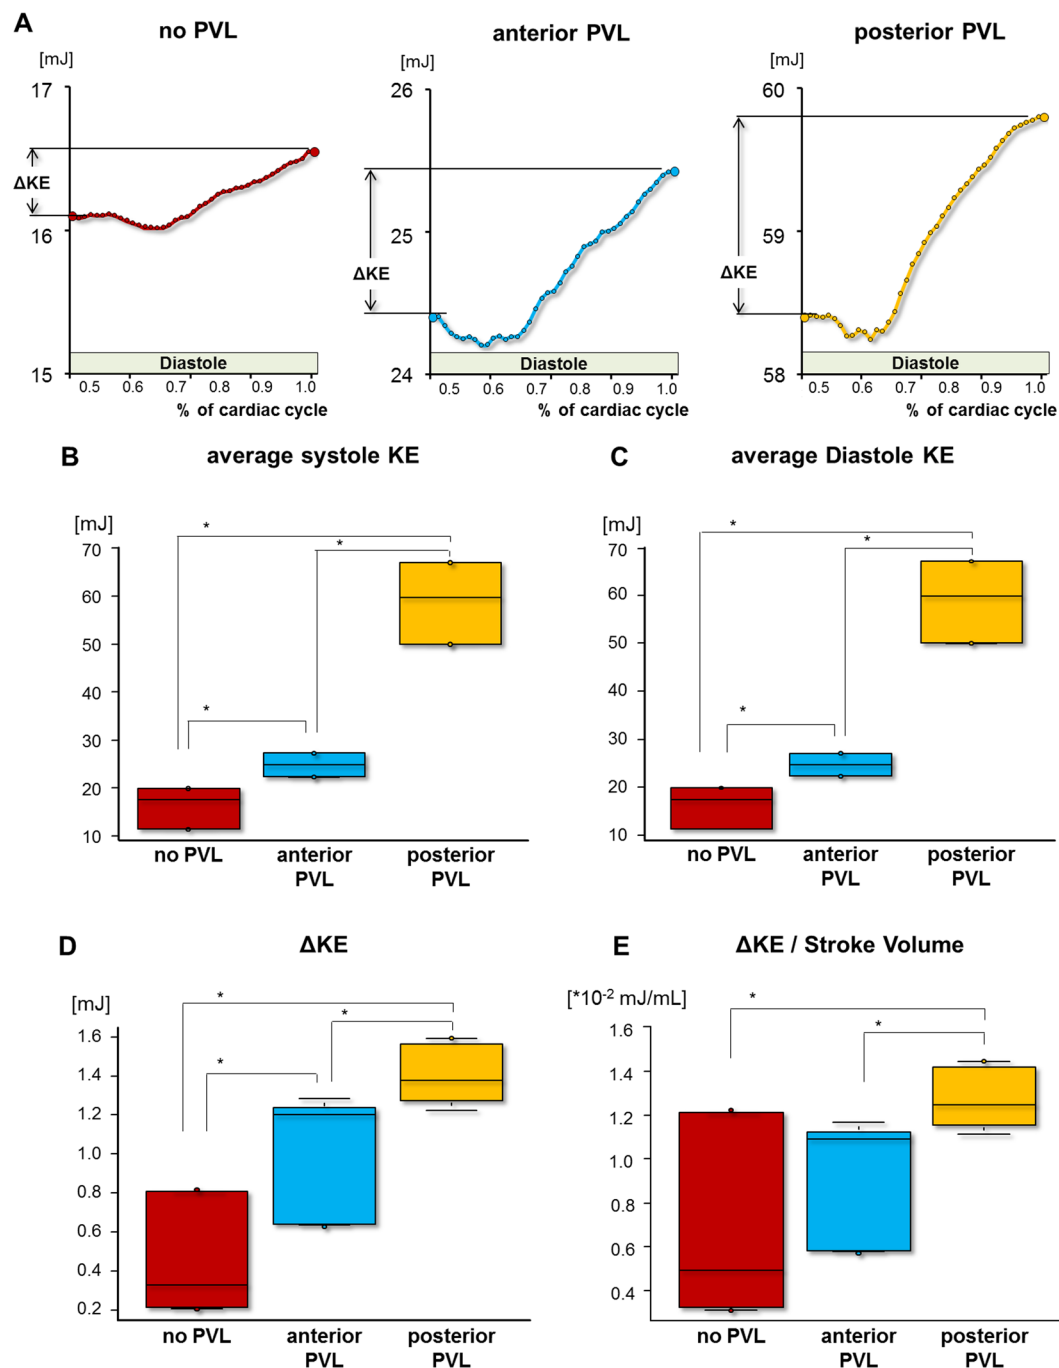 A
no PVL
anterior PVL
posterior PVL
[mJ]
[mJ]
[mJ]
17
16
15
ΔKE
Diastole
0.5 0.6 0.7 0.8 0.9 1.0
% of cardiac cycle
26
25
24
ΔKE
Diastole
0.5 0.6 0.7 0.8 0.9 1.0
% of cardiac cycle
60
59
58
ΔKE
Diastole
0.5 0.6 0.7 0.8 0.9 1.0
% of cardiac cycle
B
average systole KE
[mJ]
70
60
50
40
30
20
10
*
*
*
no PVL
anterior PVL
posterior PVL
C
average Diastole KE
[mJ]
70
60
50
40
30
20
10
*
*
*
no PVL
anterior PVL
posterior PVL
D
ΔKE
[mJ]
1.6
1.4
1.2
1.0
0.8
0.6
0.4
0.2
*
*
*
no PVL
anterior PVL
posterior PVL
E
ΔKE / Stroke Volume
[*10⁻² mJ/mL]
1.6
1.4
1.2
1.0
0.8
0.6
0.4
*
*
no PVL
anterior PVL
posterior PVL